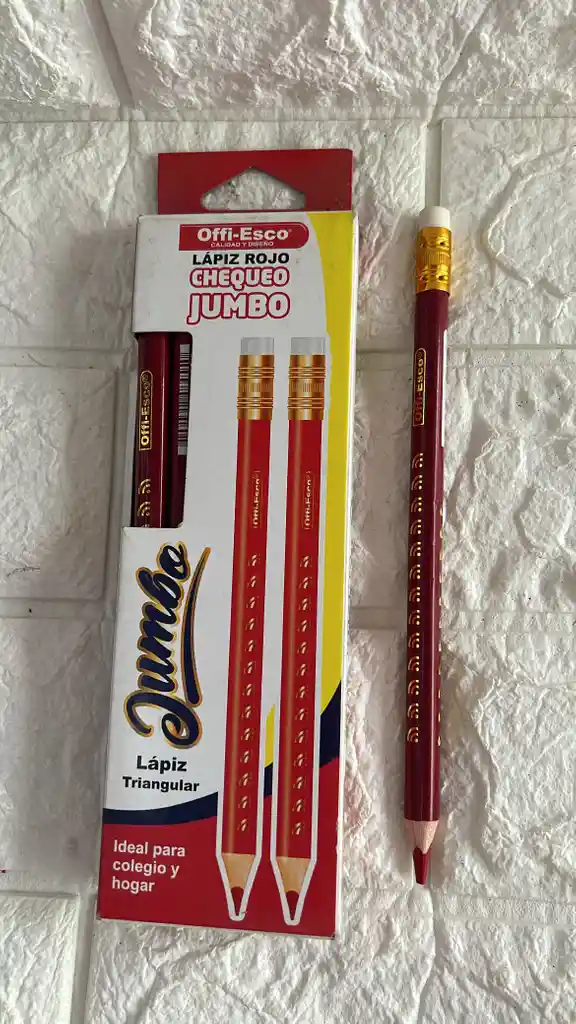 Offi-Esco®
CALIDAD Y DISEÑO
LÁPIZ ROJO
CHEQUEO
JUMBO
Offi-Esco
Offi-Esco
Offi-Esco
Offi-Esco
Jumbo
Lápiz
Triangular
Ideal para
colegio y
hogar